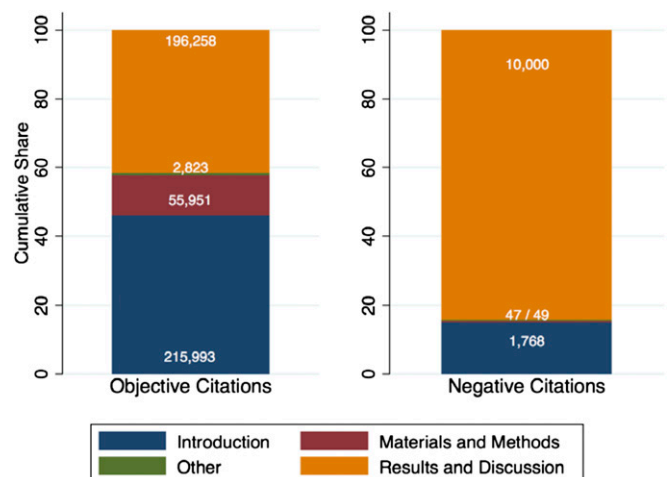 Cumulative Share
100
80
60
40
20
0
196,258
2,823
55,951
215,993
Objective Citations
100
80
60
40
20
0
10,000
47 / 49
1,768
Negative Citations
Introduction
Materials and Methods
Other
Results and Discussion